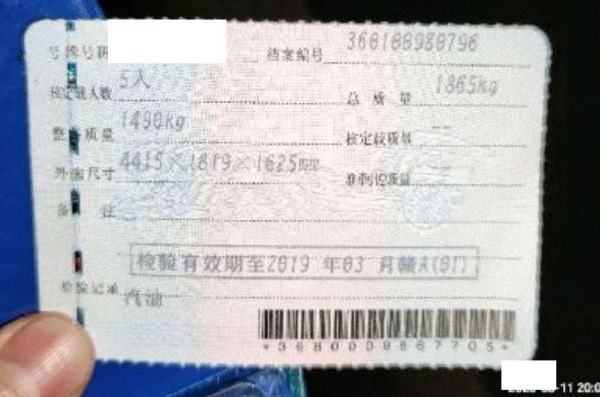 号牌号码 档案编号 360100980796
核定载人数 5人 总质量 1865kg
整备质量 1490kg 核定载质量 --
外廓尺寸 4415×1819×1625mm 准牵引总质量 --
备注
检验有效期至2019年03月赣A(01)
检验记录 汽油
*3680009867705*